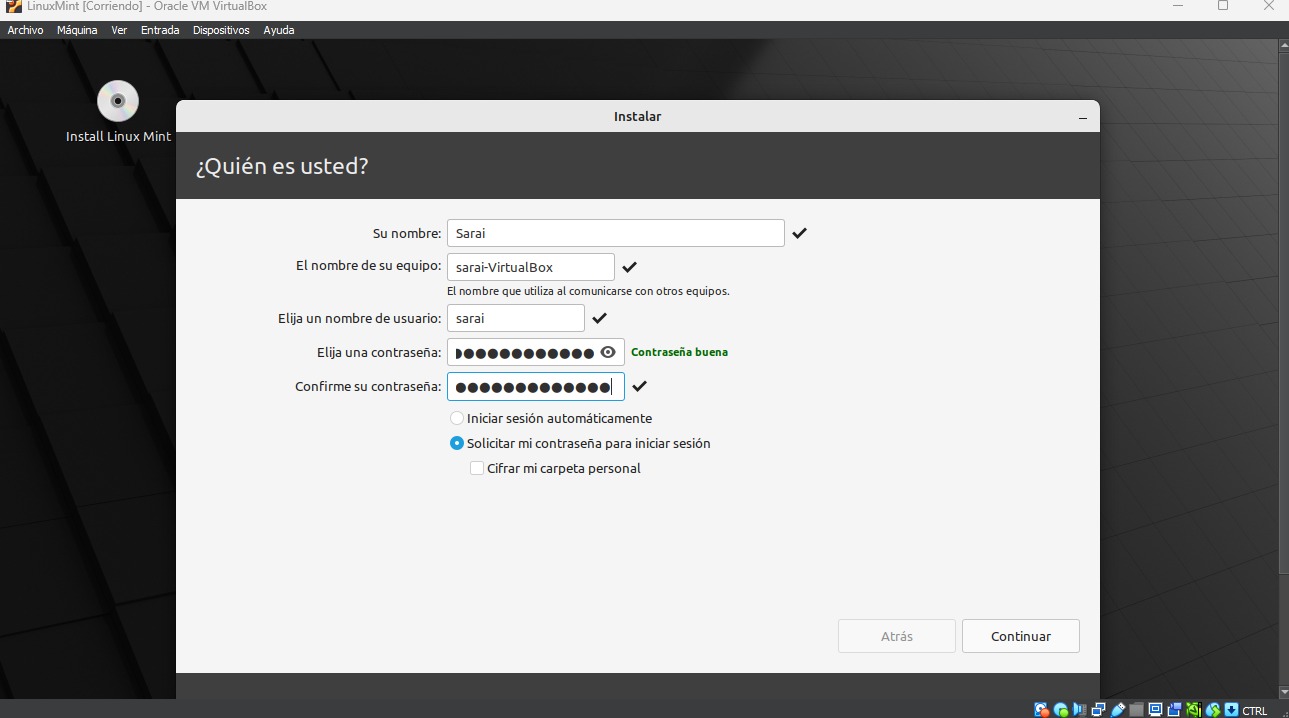 LinuxMint [Corriendo] - Oracle VM VirtualBox
Archivo Máquina Ver Entrada Dispositivos Ayuda
Install Linux Mint
Instalar
¿Quién es usted?
Su nombre: Sarai
El nombre de su equipo: sarai-VirtualBox
El nombre que utiliza al comunicarse con otros equipos.
Elija un nombre de usuario: sarai
Elija una contraseña: ●●●●●●●●●●●● Contraseña buena
Confirme su contraseña: ●●●●●●●●●●●●●
Iniciar sesión automáticamente
Solicitar mi contraseña para iniciar sesión
Cifrar mi carpeta personal
Atrás Continuar
CTRL